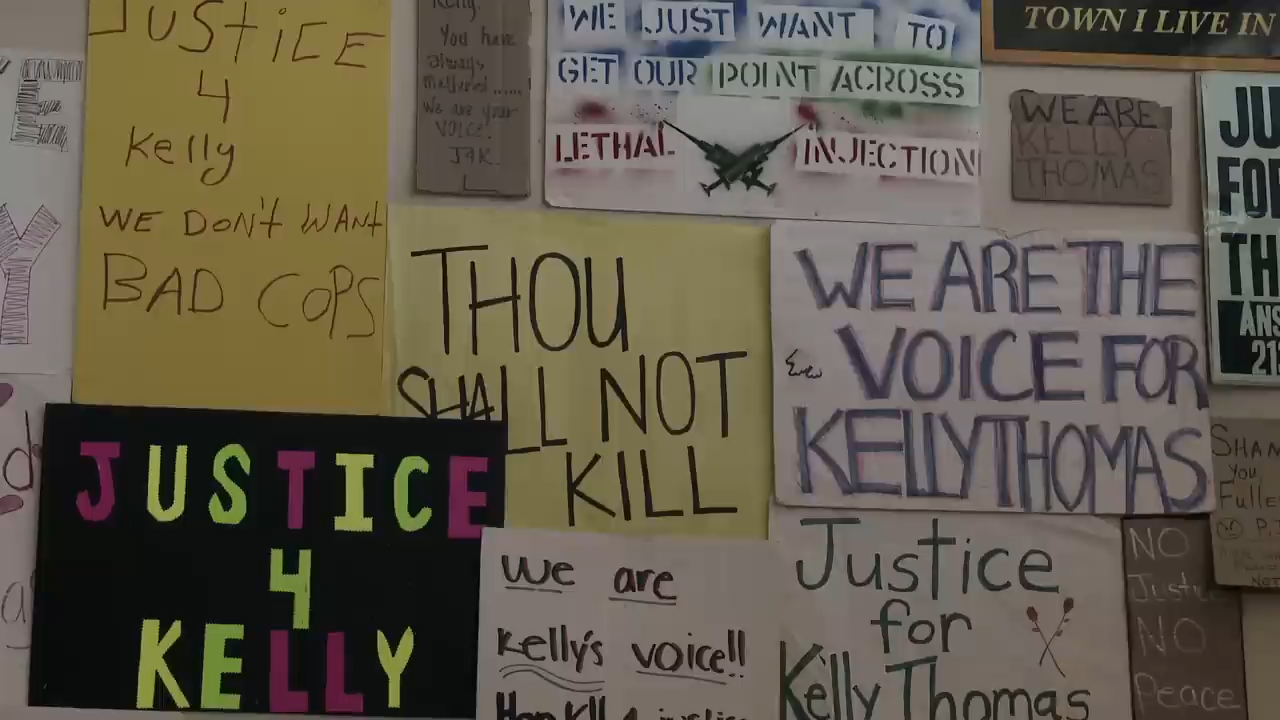 JUSTICE
4
Kelly
WE DON'T WANT
BAD COPS
Kelly.
You have
always
mattered......
We are your
VOICE!
J4K
WE JUST WANT TO
GET OUR POINT ACROSS
LETHAL INJECTION
TOWN I LIVE IN
WE ARE
KELLY
THOMAS
THOU
SHALL NOT
KILL
WE ARE THE
VOICE FOR
KELLY THOMAS
JUSTICE
4
KELLY
We are
Kelly's voice!!
Justice
for
Kelly Thomas
NO
Justice
NO
Peace